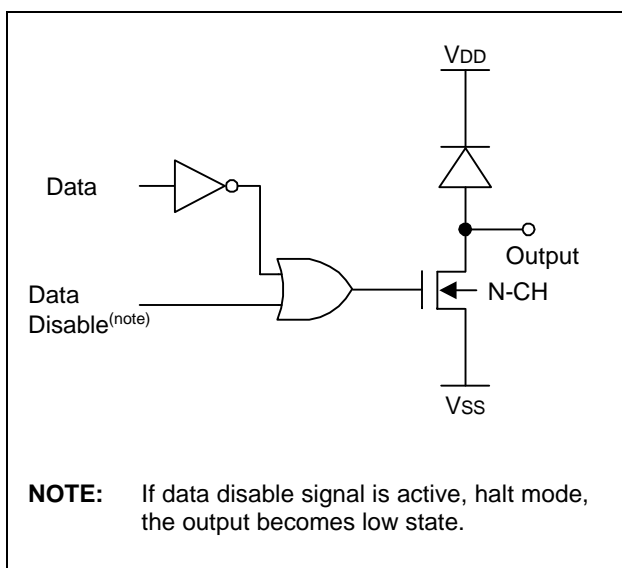 VDD
Data
Output
Data
Disable(note)
N-CH
VSS
NOTE: If data disable signal is active, halt mode,
the output becomes low state.